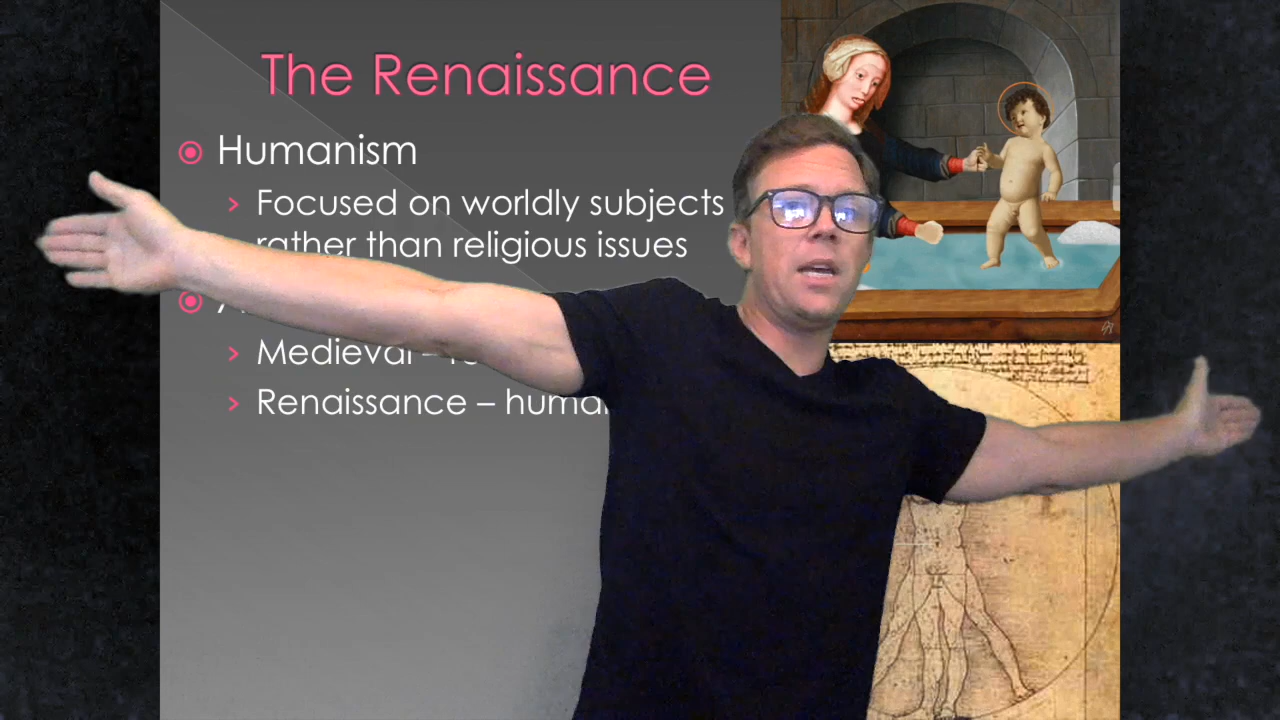 The Renaissance
Humanism
Focused on worldly subjects
rather than religious issues
Medieval –
Renaissance –